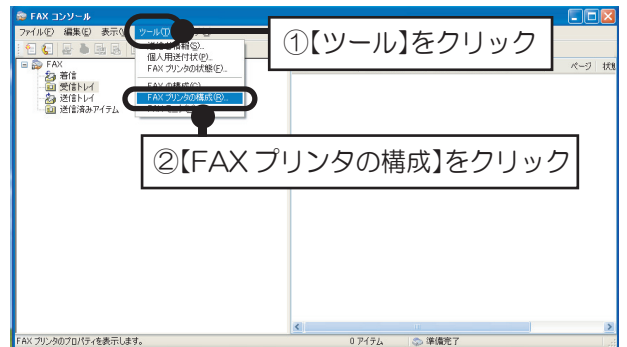 FAX コンソール
ファイル(F) 編集(E) 表示(V) ツール(T)
①【ツール】をクリック
個人用送付状(P)...
FAX プリンタの状態(E)...
FAX の構成(C)...
FAX プリンタの構成(R)...
FAX
着信
受信トレイ
送信トレイ
送信済みアイテム
ページ
②【FAX プリンタの構成】をクリック
FAX プリンタのプロパティを表示します。
0 アイテム
準備完了